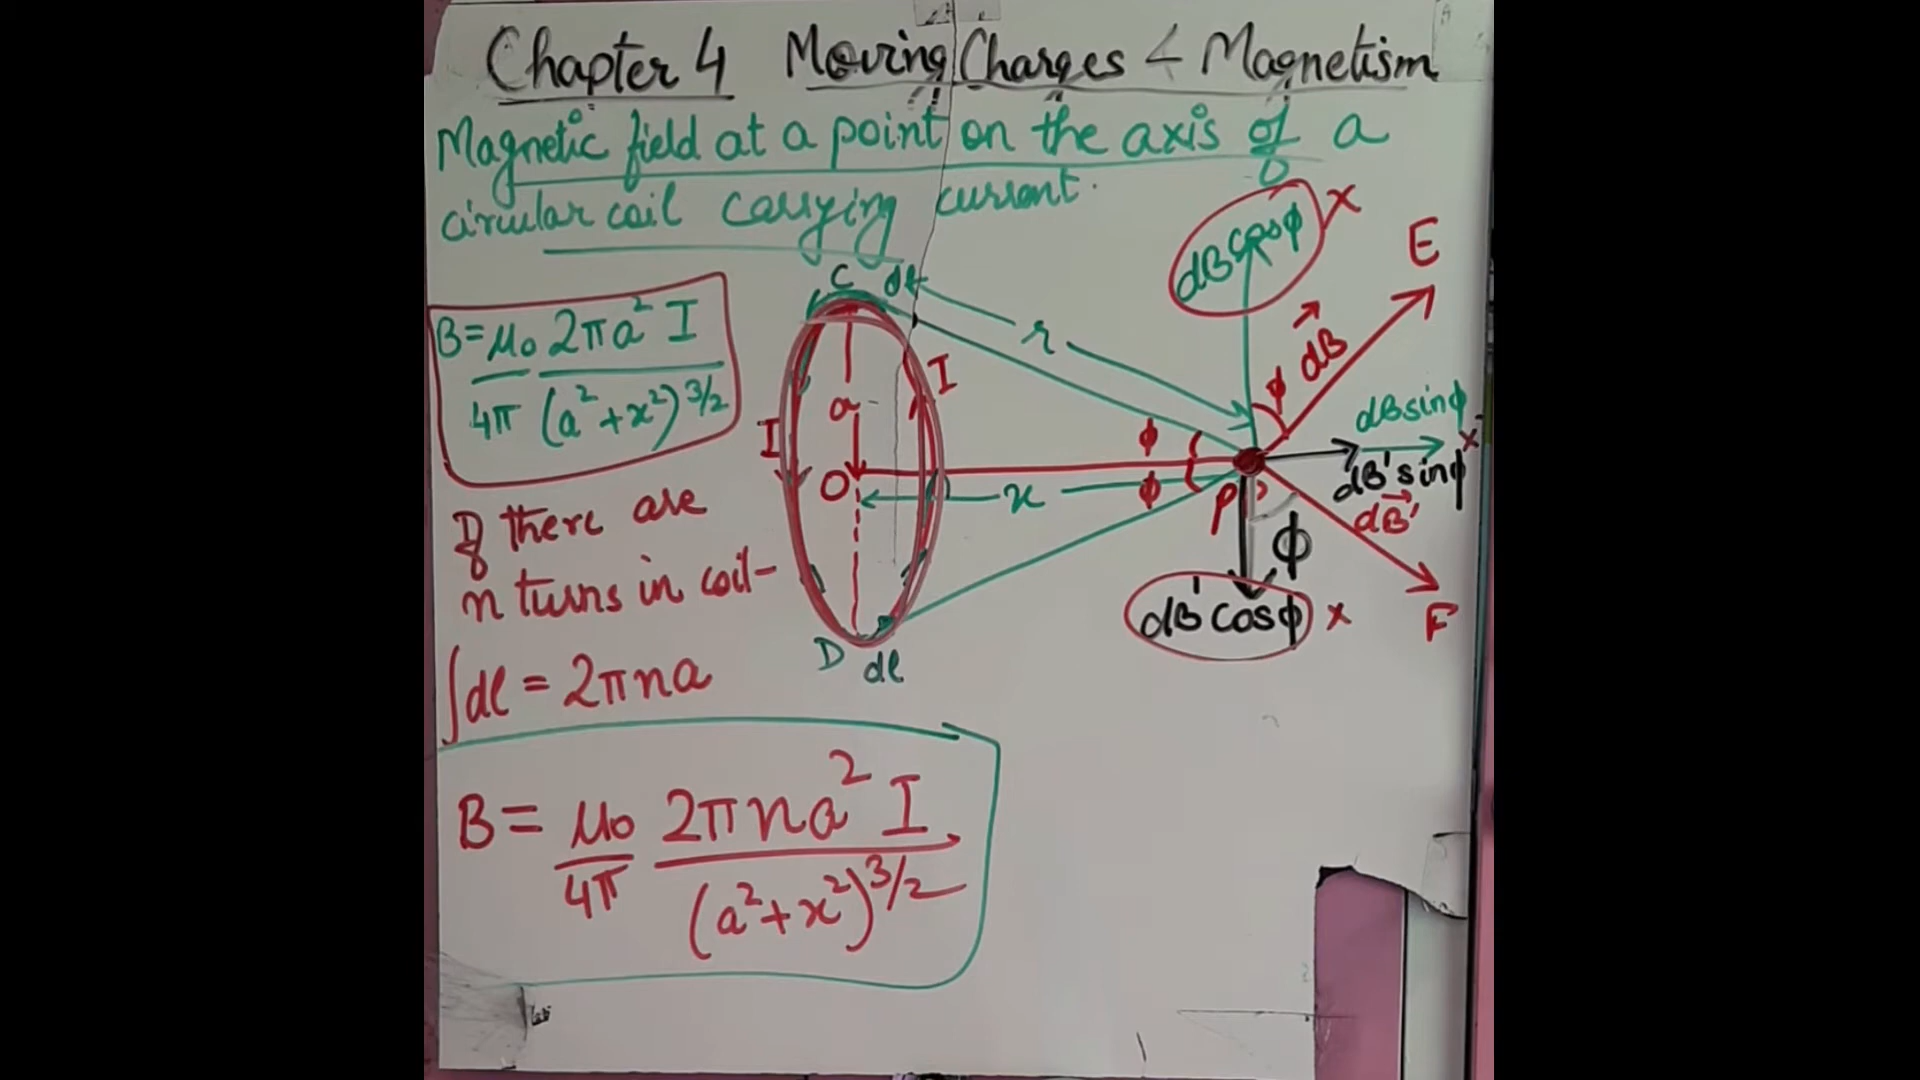 Chapter 4 Moving Charges & Magnetism
Magnetic field at a point on the axis of a
circular coil carrying current.
B = μ₀/4π 2πa² I/(a²+x²)^3/2
If there are
n turns in coil-
∫dl = 2πna
B = μ₀/4π 2πna² I/(a²+x²)^3/2
C dl
r
I
a
I
O
x
D dl
ϕ
ϕ
P
dB cosϕ x
E
dB⃗
ϕ
dB sinϕ
x
dB' sinϕ
dB⃗'
ϕ
dB' cosϕ x
F